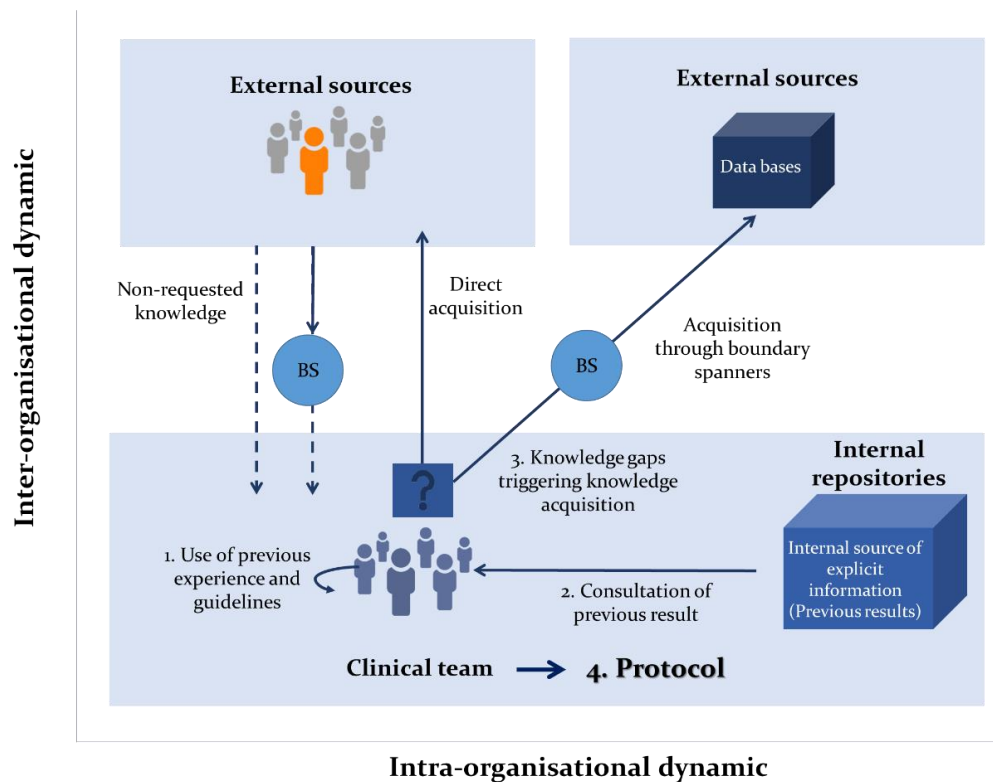 External sources
External sources
Data bases
Inter-organisational dynamic
Non-requested
knowledge
Direct
acquisition
BS
BS
Acquisition
through boundary
spanners
?
3. Knowledge gaps
triggering knowledge
acquisition
Internal
repositories
1. Use of previous
experience and
guidelines
2. Consultation of
previous result
Internal source of
explicit
information
(Previous results)
Clinical team
4. Protocol
Intra-organisational dynamic